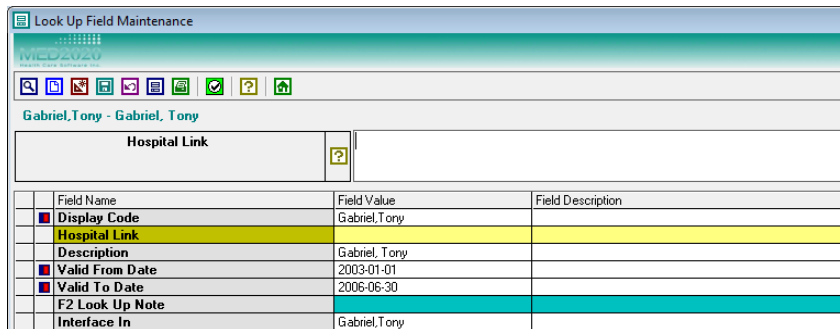 Look Up Field Maintenance
MED2020
Health Care Software Inc.
Gabriel,Tony - Gabriel, Tony
Hospital Link
?
Field Name Field Value Field Description
Display Code Gabriel,Tony
Hospital Link
Description Gabriel, Tony
Valid From Date 2003-01-01
Valid To Date 2006-06-30
F2 Look Up Note
Interface In Gabriel,Tony